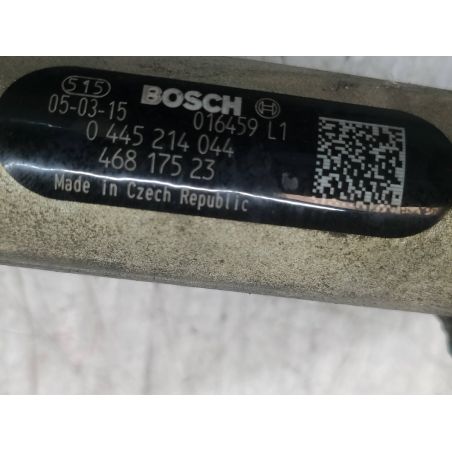 515
BOSCH
05-03-15 016459 L1
0 445 214 044
468 175 23
Made in Czech Republic